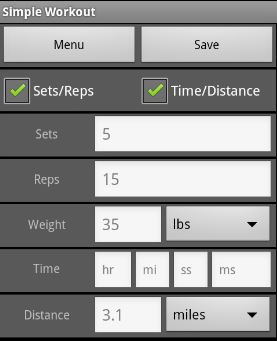 Simple Workout
Menu Save
Sets/Reps Time/Distance
Sets 5
Reps 15
Weight 35 lbs
Time hr mi ss ms
Distance 3.1 miles